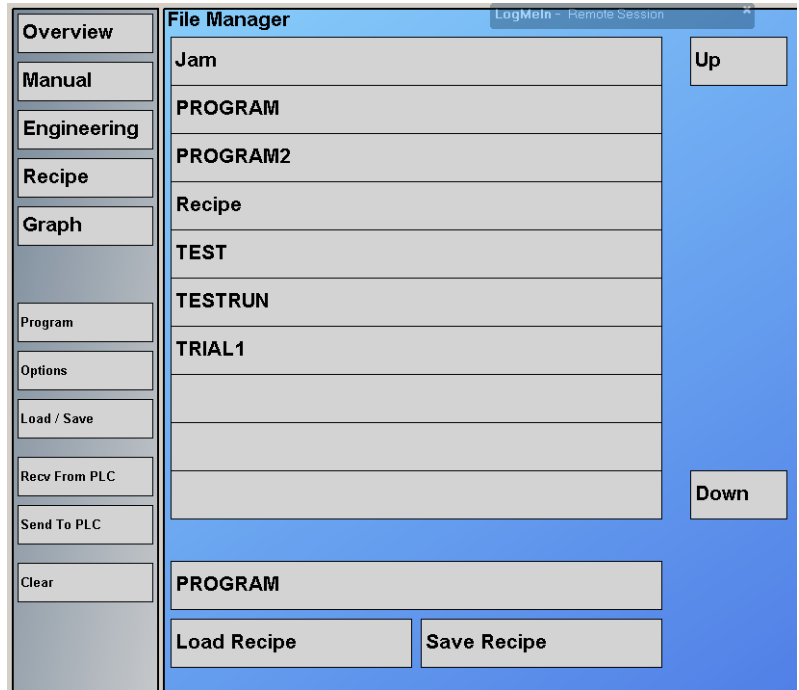 LogMeIn - Remote Session
File Manager
Overview
Manual
Engineering
Recipe
Graph
Program
Options
Load / Save
Recv From PLC
Send To PLC
Clear
Jam
PROGRAM
PROGRAM2
Recipe
TEST
TESTRUN
TRIAL1
Up
Down
PROGRAM
Load Recipe
Save Recipe